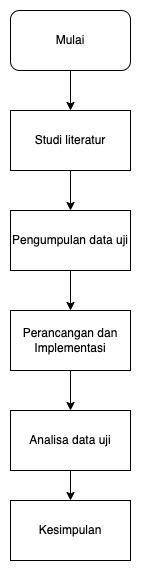 Mulai
Studi literatur
Pengumpulan data uji
Perancangan dan
Implementasi
Analisa data uji
Kesimpulan